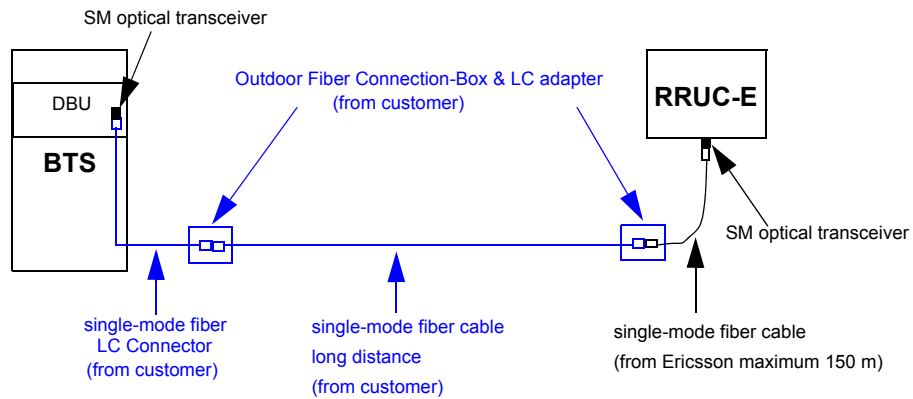 SM optical transceiver
DBU
BTS
Outdoor Fiber Connection-Box & LC adapter
(from customer)
RRUC-E
SM optical transceiver
single-mode fiber
LC Connector
(from customer)
single-mode fiber cable
long distance
(from customer)
single-mode fiber cable
(from Ericsson maximum 150 m)